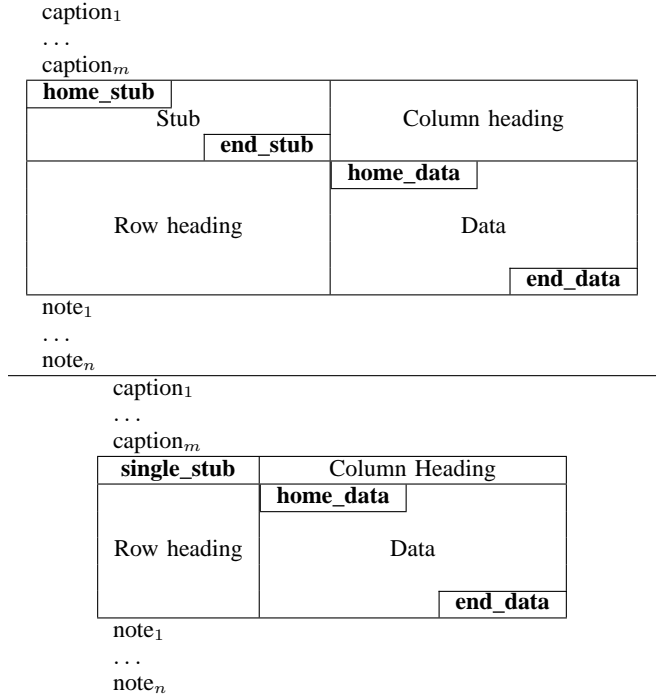 caption₁
. . .
captionₘ
home_stub
Stub Column heading
end_stub
home_data
Row heading Data
end_data
note₁
. . .
noteₙ
caption₁
. . .
captionₘ
single_stub Column Heading
home_data
Row heading Data
end_data
note₁
. . .
noteₙ